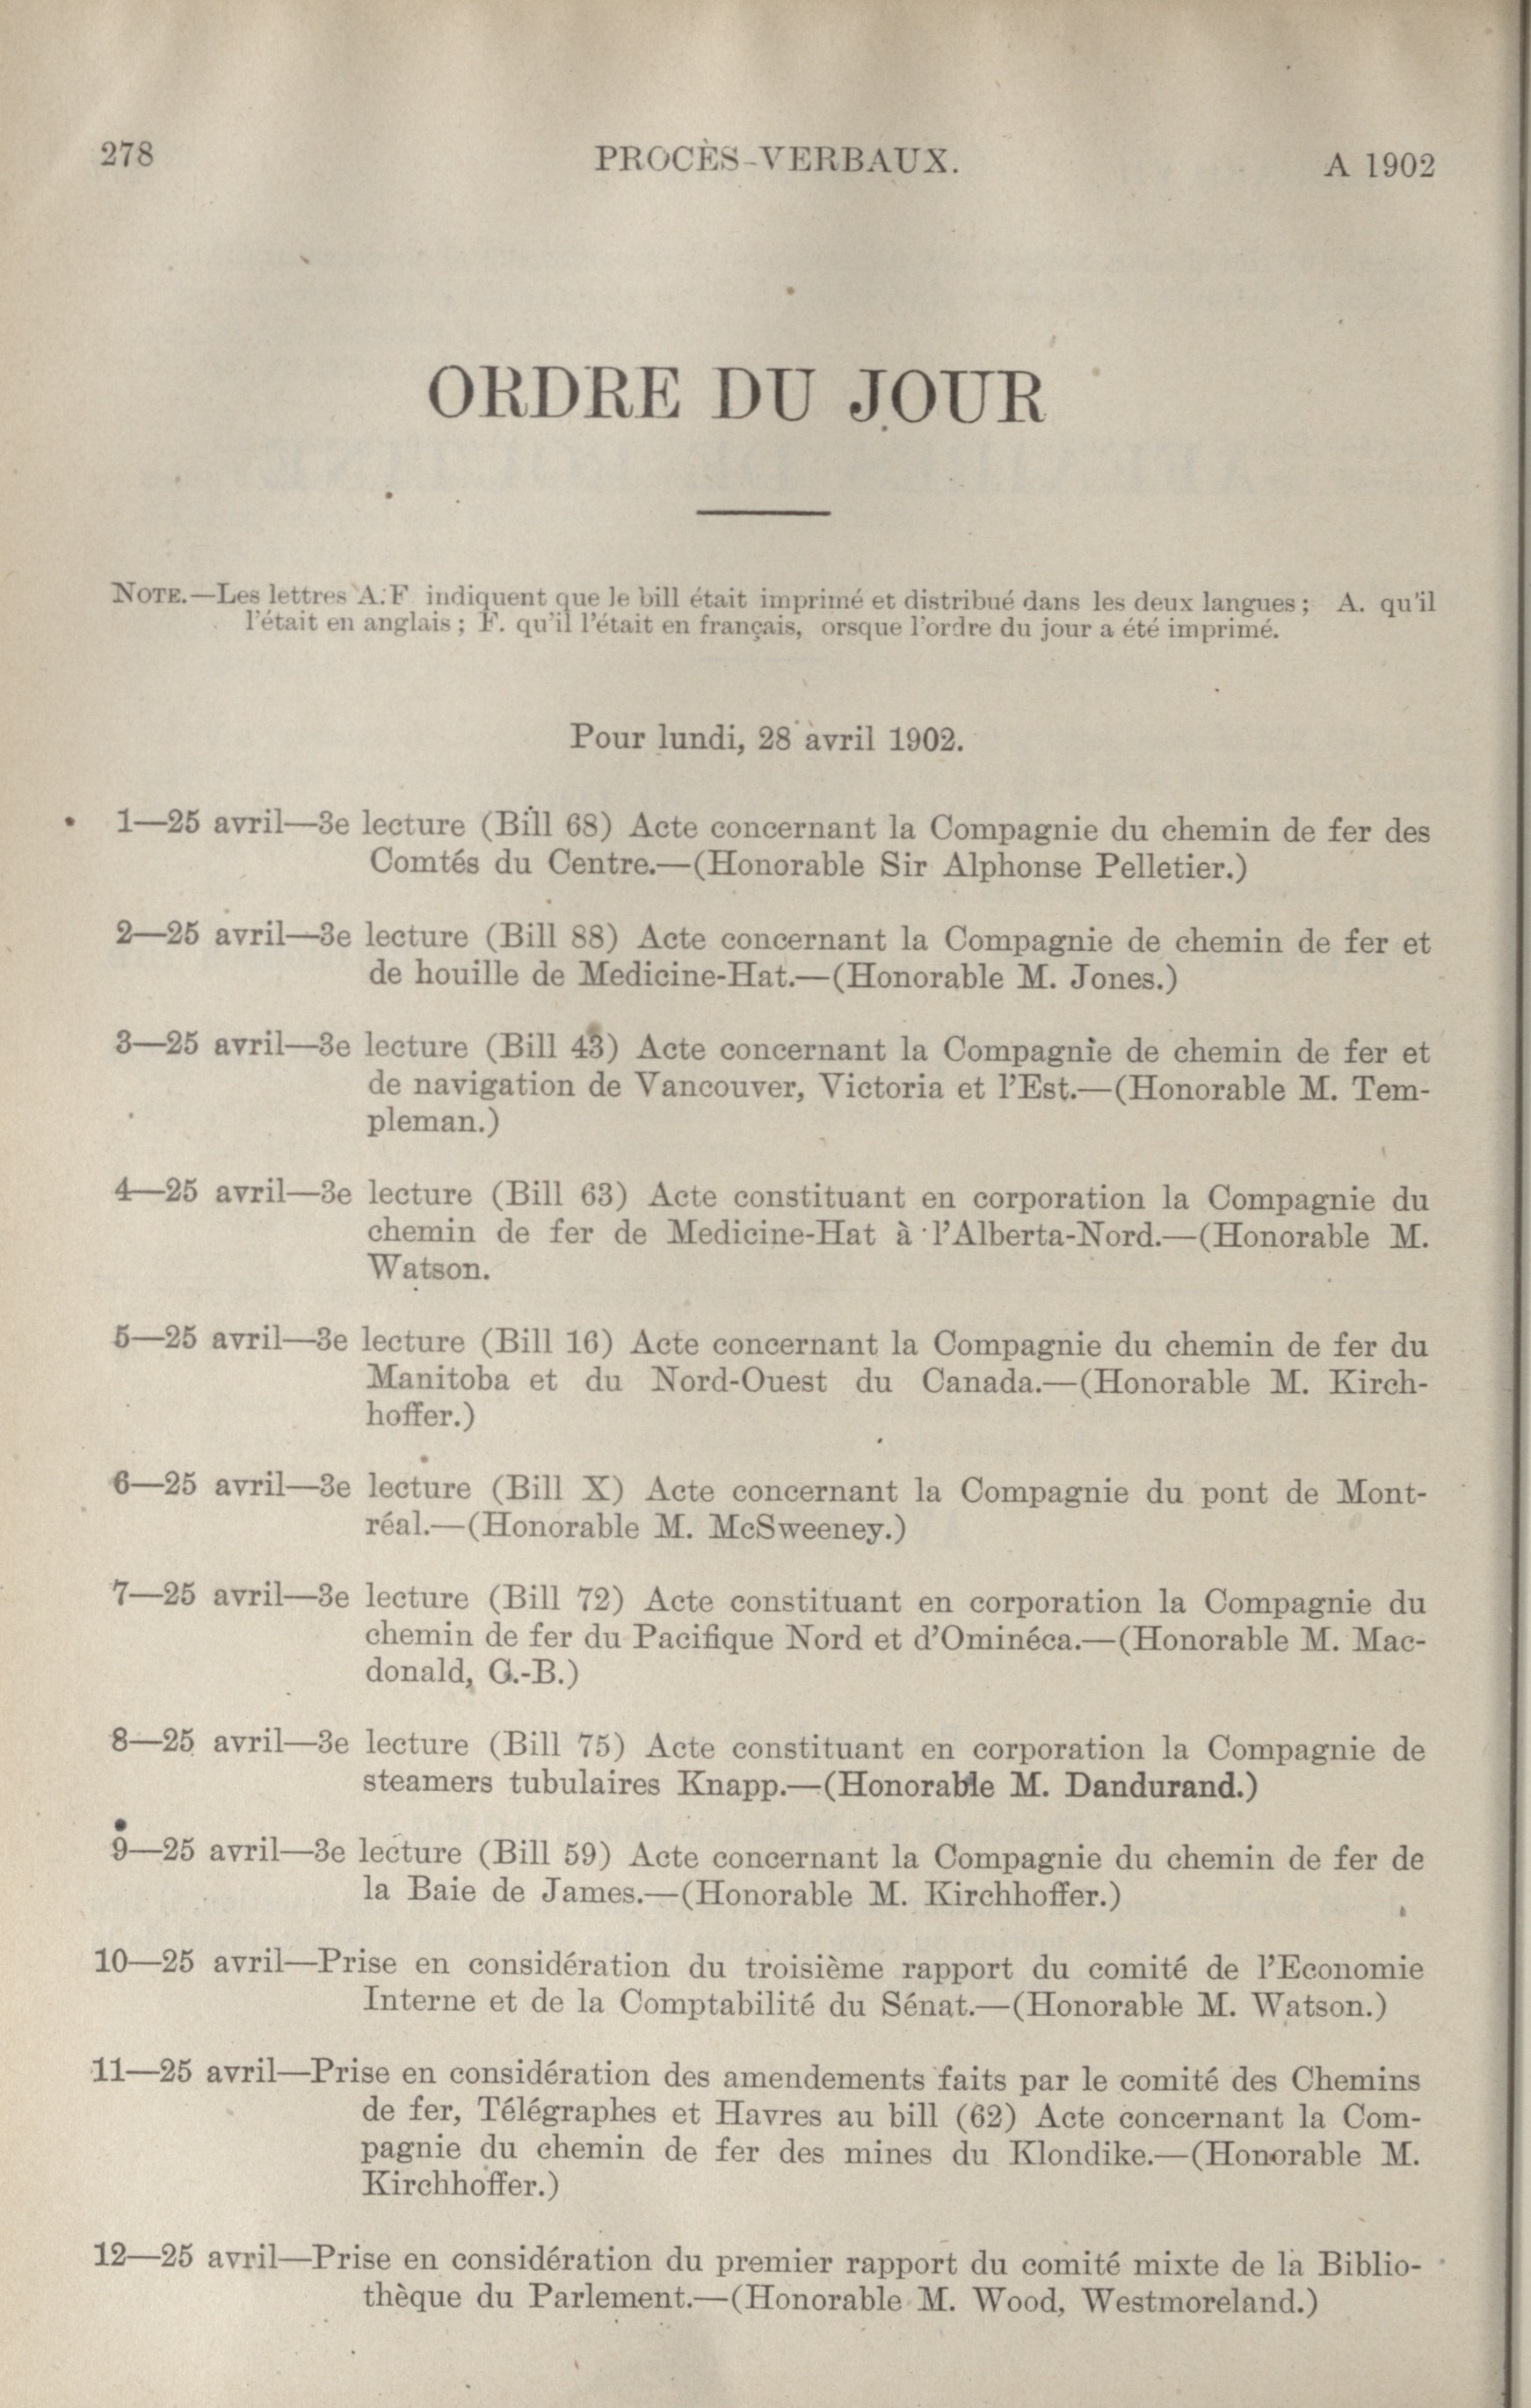 278 PROCÈS-VERBAUX. A 1902
ORDRE DU JOUR
NOTE.—Les lettres A.F indiquent que le bill était imprimé et distribué dans les deux langues; A. qu'il
l'était en anglais; F. qu'il l'était en français, orsque l'ordre du jour a été imprimé.
Pour lundi, 28 avril 1902.
1—25 avril—3e lecture (Bill 68) Acte concernant la Compagnie du chemin de fer des
Comtés du Centre.—(Honorable Sir Alphonse Pelletier.)
2—25 avril—3e lecture (Bill 88) Acte concernant la Compagnie de chemin de fer et
de houille de Medicine-Hat.—(Honorable M. Jones.)
3—25 avril—3e lecture (Bill 43) Acte concernant la Compagnie de chemin de fer et
de navigation de Vancouver, Victoria et l'Est.—(Honorable M. Tem-
pleman.)
4—25 avril—3e lecture (Bill 63) Acte constituant en corporation la Compagnie du
chemin de fer de Medicine-Hat à l'Alberta-Nord.—(Honorable M.
Watson.
5—25 avril—3e lecture (Bill 16) Acte concernant la Compagnie du chemin de fer du
Manitoba et du Nord-Ouest du Canada.—(Honorable M. Kirch-
hoffer.)
6—25 avril—3e lecture (Bill X) Acte concernant la Compagnie du pont de Mont-
réal.—(Honorable M. McSweeney.)
7—25 avril—3e lecture (Bill 72) Acte constituant en corporation la Compagnie du
chemin de fer du Pacifique Nord et d'Ominéca.—(Honorable M. Mac-
donald, C.-B.)
8—25 avril—3e lecture (Bill 75) Acte constituant en corporation la Compagnie de
steamers tubulaires Knapp.—(Honorable M. Dandurand.)
9—25 avril—3e lecture (Bill 59) Acte concernant la Compagnie du chemin de fer de
la Baie de James.—(Honorable M. Kirchhoffer.)
10—25 avril—Prise en considération du troisième rapport du comité de l'Economie
Interne et de la Comptabilité du Sénat.—(Honorable M. Watson.)
11—25 avril—Prise en considération des amendements faits par le comité des Chemins
de fer, Télégraphes et Havres au bill (62) Acte concernant la Com-
pagnie du chemin de fer des mines du Klondike.—(Honorable M.
Kirchhoffer.)
12—25 avril—Prise en considération du premier rapport du comité mixte de la Biblio-
thèque du Parlement.—(Honorable M. Wood, Westmoreland.)